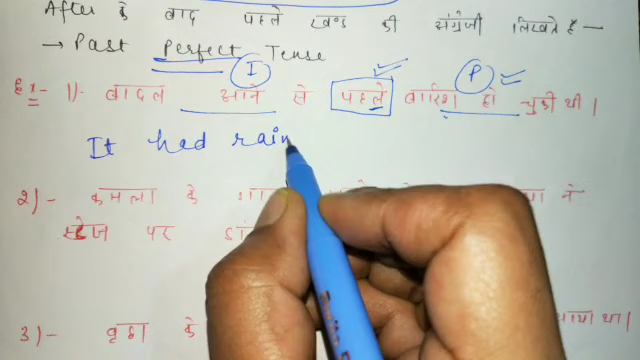 After के बाद पहले खण्ड की अंग्रेजी लिखते हैं —
→ Past Perfect Tense
I P
Ex- 1)- बादल आने से पहले बारिश हो चुकी थी।
It had rain
2)- कमला के ने
स्टेज पर
3)- के था।